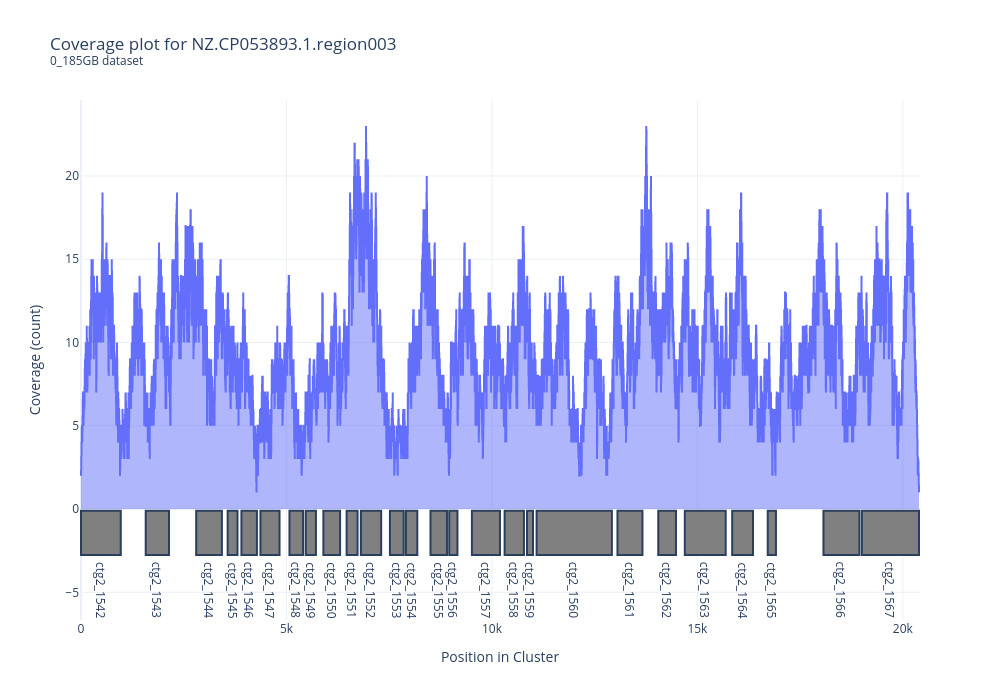 Coverage plot for NZ.CP053893.1.region003
0_185GB dataset
20
15
10
5
0
−5
Coverage (count)
ctg2_1542
ctg2_1543
ctg2_1544
ctg2_1545
ctg2_1546
ctg2_1547
ctg2_1548
ctg2_1549
ctg2_1550
ctg2_1551
ctg2_1552
ctg2_1553
ctg2_1554
ctg2_1555
ctg2_1556
ctg2_1557
ctg2_1558
ctg2_1559
ctg2_1560
ctg2_1561
ctg2_1562
ctg2_1563
ctg2_1564
ctg2_1565
ctg2_1566
ctg2_1567
0
5k
10k
15k
20k
Position in Cluster